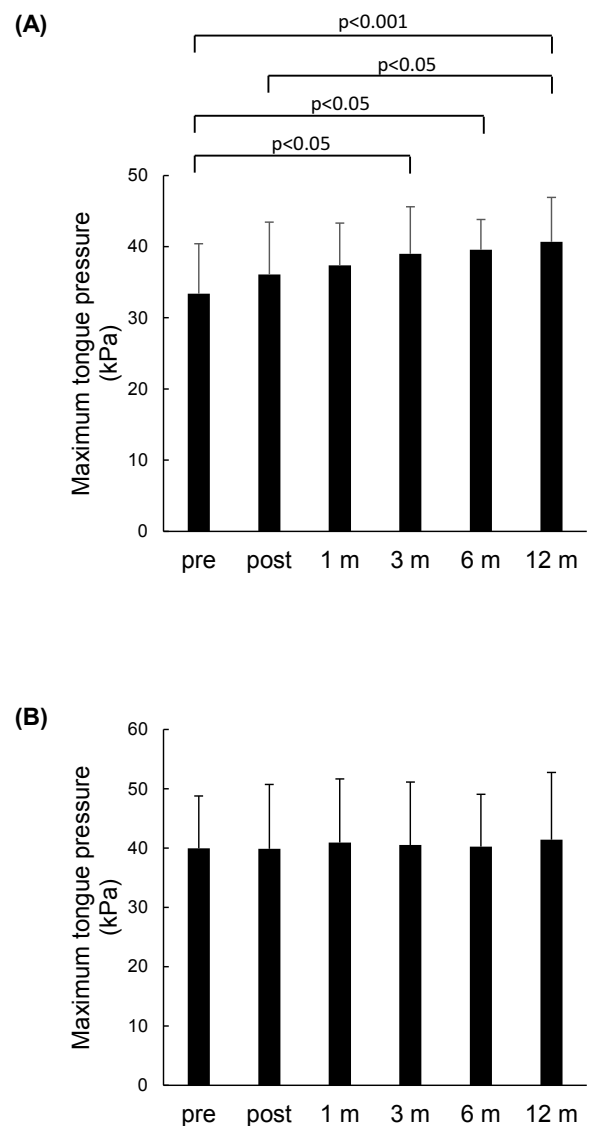 (A)
p<0.001
p<0.05
p<0.05
p<0.05
Maximum tongue pressure
(kPa)
50
40
30
20
10
0
pre post 1 m 3 m 6 m 12 m
(B)
Maximum tongue pressure
(kPa)
60
50
40
30
20
10
0
pre post 1 m 3 m 6 m 12 m